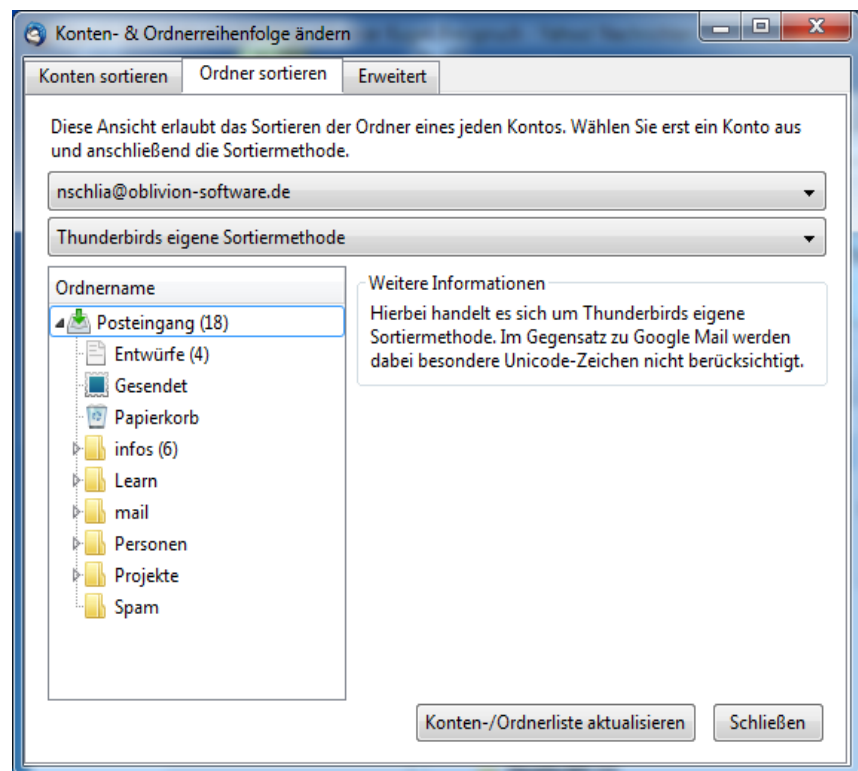 Konten- & Ordnerreihenfolge ändern
Konten sortieren
Ordner sortieren
Erweitert
Diese Ansicht erlaubt das Sortieren der Ordner eines jeden Kontos. Wählen Sie erst ein Konto aus
und anschließend die Sortiermethode.
nschlia@oblivion-software.de
Thunderbirds eigene Sortiermethode
Ordnername
Posteingang (18)
Entwürfe (4)
Gesendet
Papierkorb
infos (6)
Learn
mail
Personen
Projekte
Spam
Weitere Informationen
Hierbei handelt es sich um Thunderbirds eigene
Sortiermethode. Im Gegensatz zu Google Mail werden
dabei besondere Unicode-Zeichen nicht berücksichtigt.
Konten-/Ordnerliste aktualisieren
Schließen